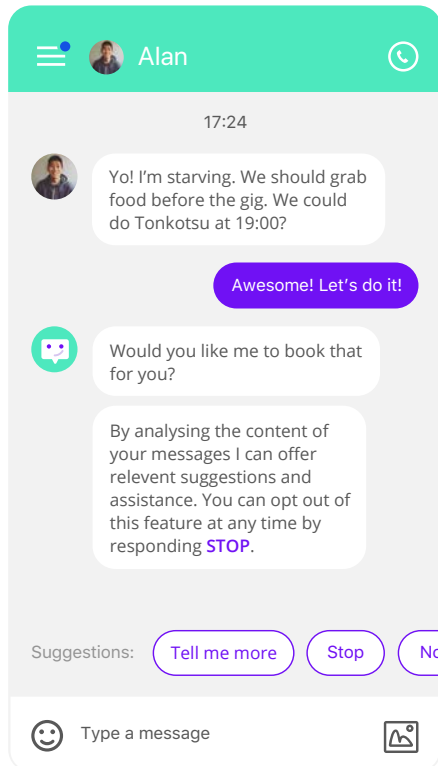 Alan
17:24
Yo! I’m starving. We should grab
food before the gig. We could
do Tonkotsu at 19:00?
Awesome! Let’s do it!
Would you like me to book that
for you?
By analysing the content of
your messages I can offer
relevent suggestions and
assistance. You can opt out of
this feature at any time by
responding STOP.
Suggestions: Tell me more Stop
Type a message